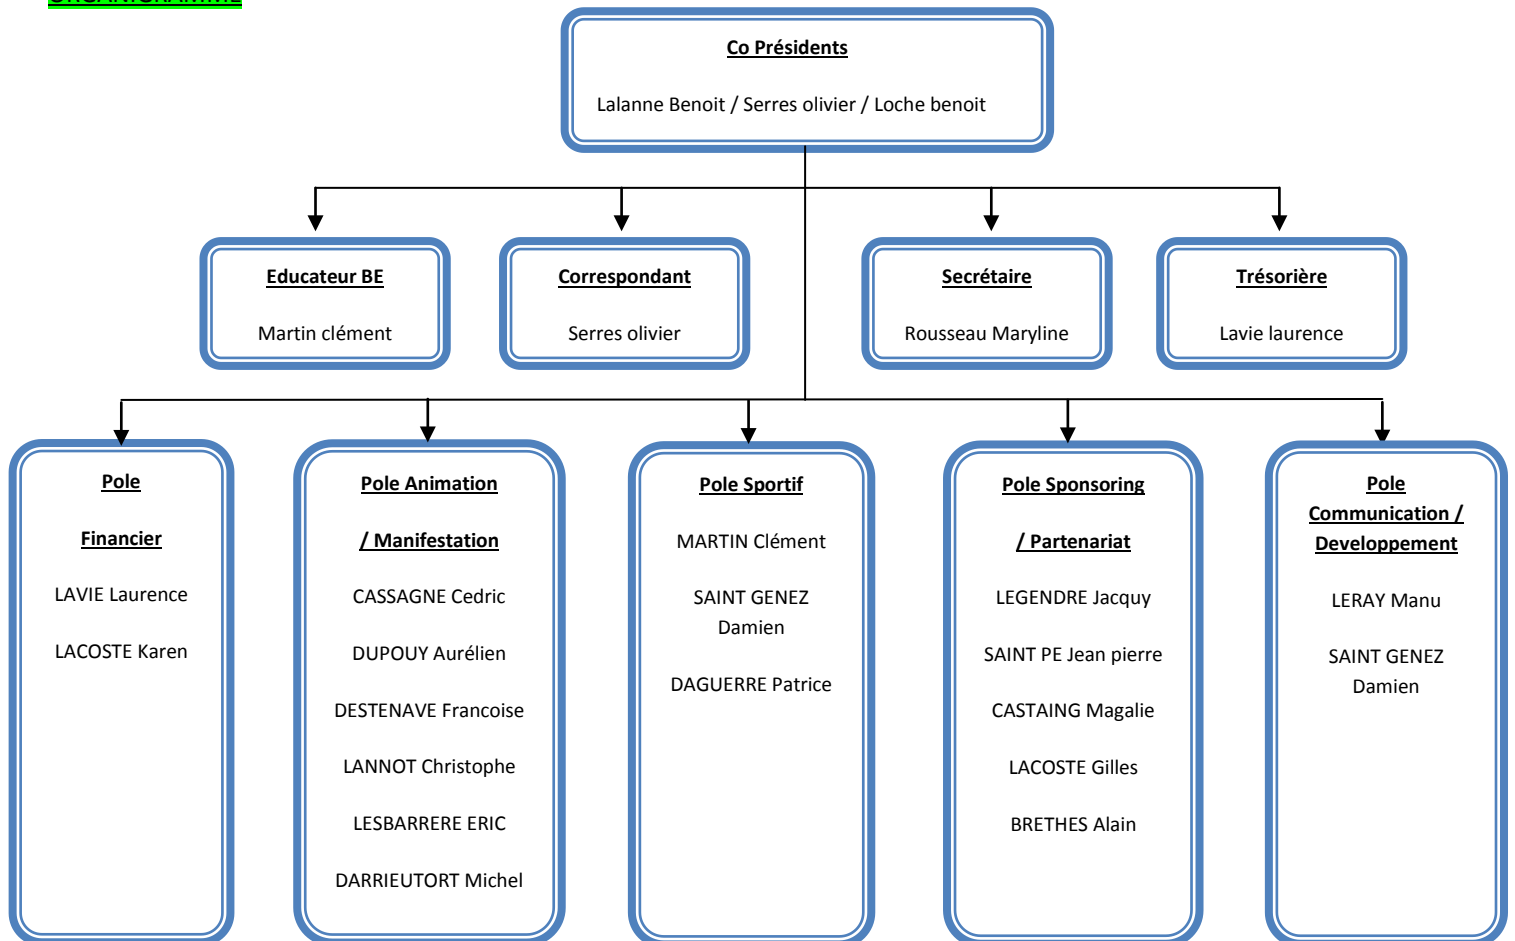 ORGANIGRAMME
Co Présidents
Lalanne Benoit / Serres olivier / Loche benoit
Educateur BE
Martin clément
Correspondant
Serres olivier
Secrétaire
Rousseau Maryline
Trésorière
Lavie laurence
Pole
Financier
LAVIE Laurence
LACOSTE Karen
Pole Animation
/ Manifestation
CASSAGNE Cedric
DUPOUY Aurélien
DESTENAVE Francoise
LANNOT Christophe
LESBARRERE ERIC
DARRIEUTORT Michel
Pole Sportif
MARTIN Clément
SAINT GENEZ
Damien
DAGUERRE Patrice
Pole Sponsoring
/ Partenariat
LEGENDRE Jacquy
SAINT PE Jean pierre
CASTAING Magalie
LACOSTE Gilles
BRETHES Alain
Pole
Communication /
Developpement
LERAY Manu
SAINT GENEZ
Damien